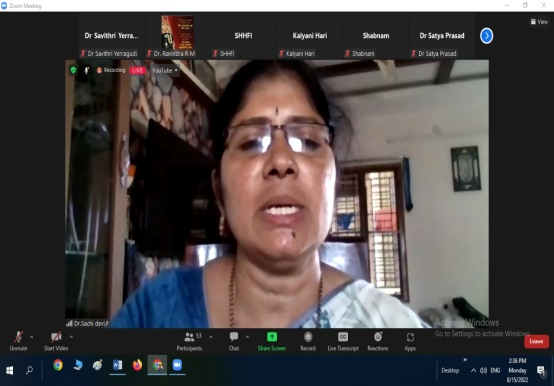 Zoom Meeting
View
Dr Savithri Yerra...
SHHFI
Kalyani Hari
Shabnam
Dr Satya Prasad
Dr Savithri Yerragudi
Dr. Ravindra R M
SHHFi
Kalyani Hari
Shabnam
Dr Satya Prasad
Recording
LIVE
YouTube
Dr.Sachi devi.P
Activate Windows
Go to Settings to activate Windows.
Unmute
Start Video
Participants
53
Chat
Share Screen
Record
Live Transcript
Reactions
Apps
Leave
Desktop
ENG
2:36 PM
Monday
8/15/2022